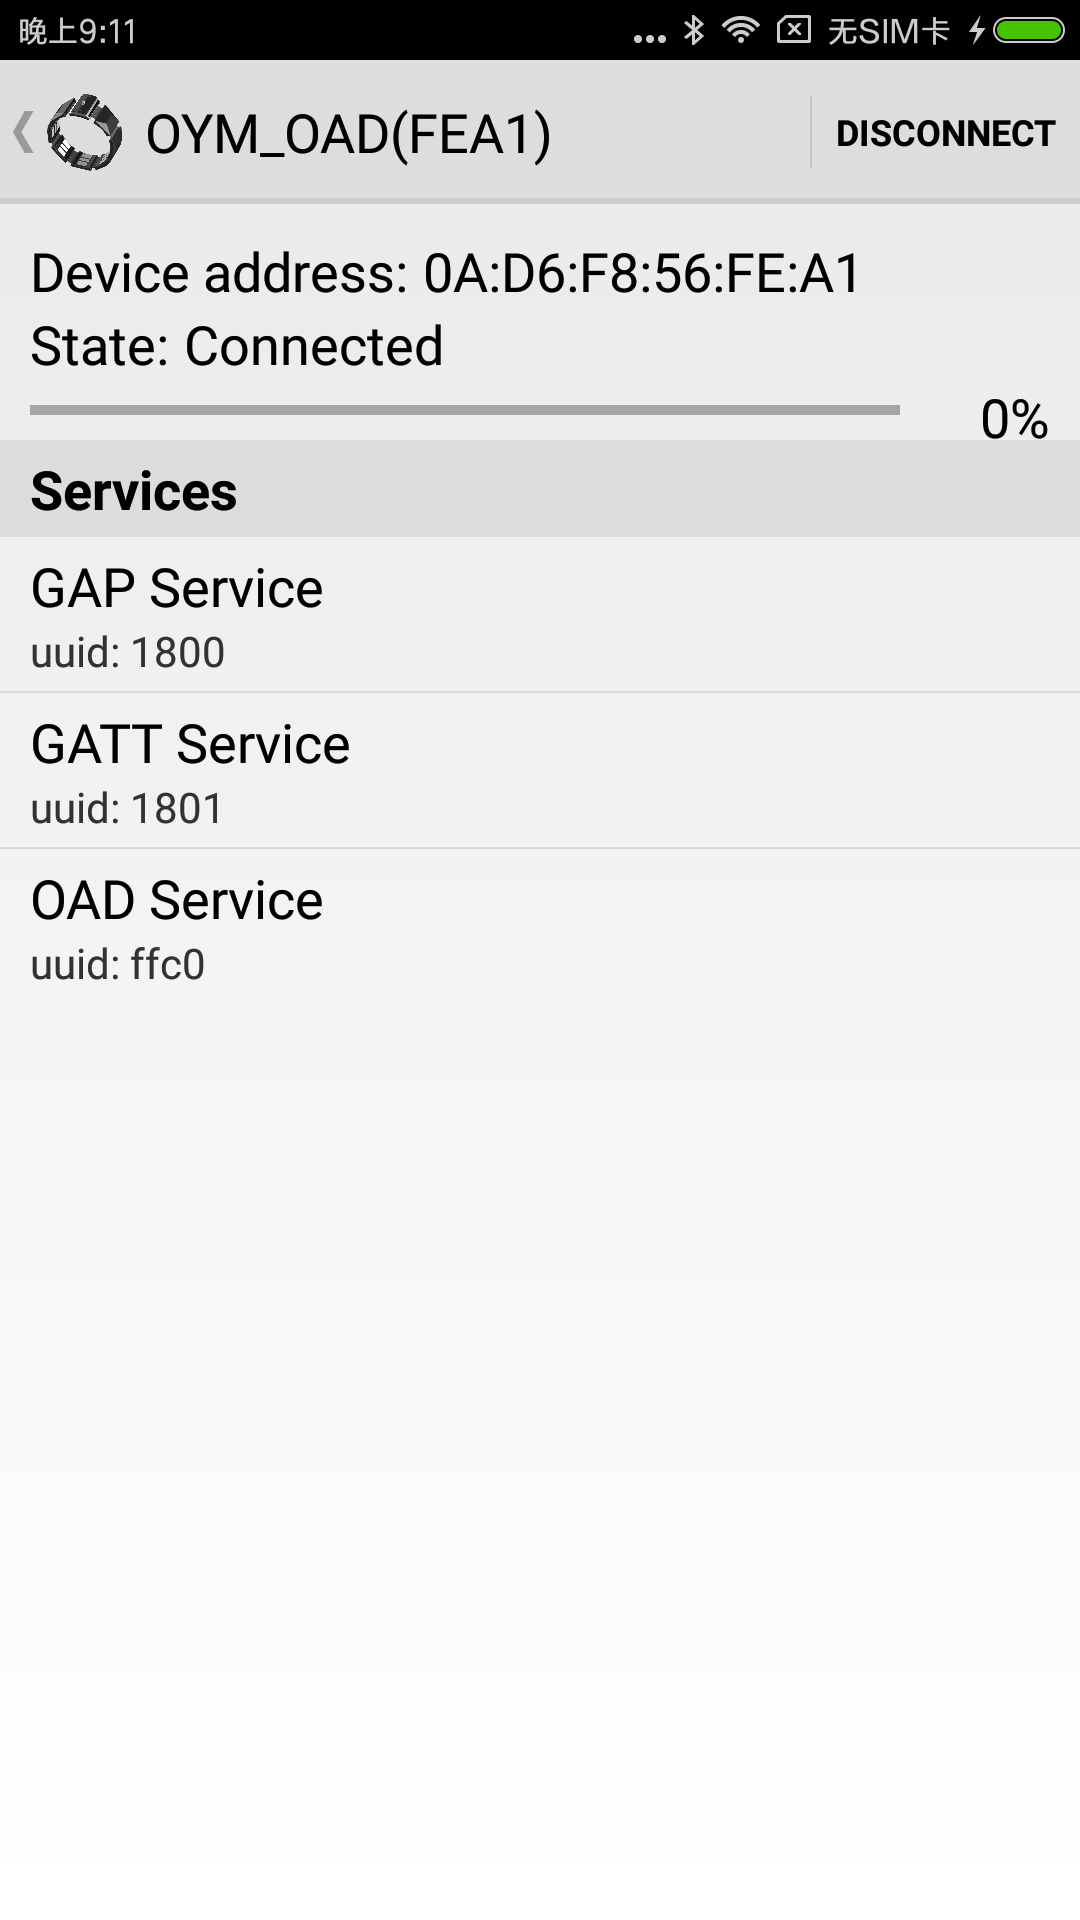 晚上9:11
无SIM卡
OYM_OAD(FEA1)
DISCONNECT
Device address: 0A:D6:F8:56:FE:A1
State: Connected
0%
Services
GAP Service
uuid: 1800
GATT Service
uuid: 1801
OAD Service
uuid: ffc0